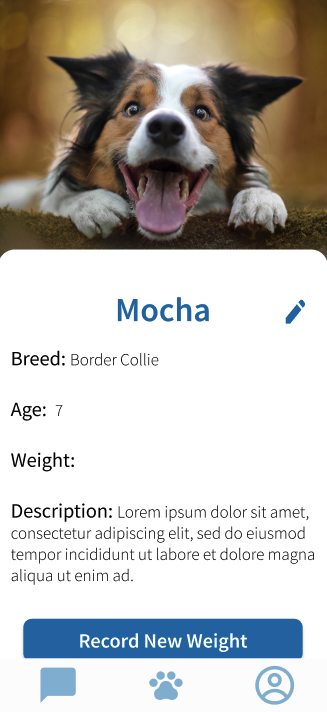 Mocha
Breed: Border Collie
Age: 7
Weight:
Description: Lorem ipsum dolor sit amet,
consectetur adipiscing elit, sed do eiusmod
tempor incididunt ut labore et dolore magna
aliqua ut enim ad.
Record New Weight